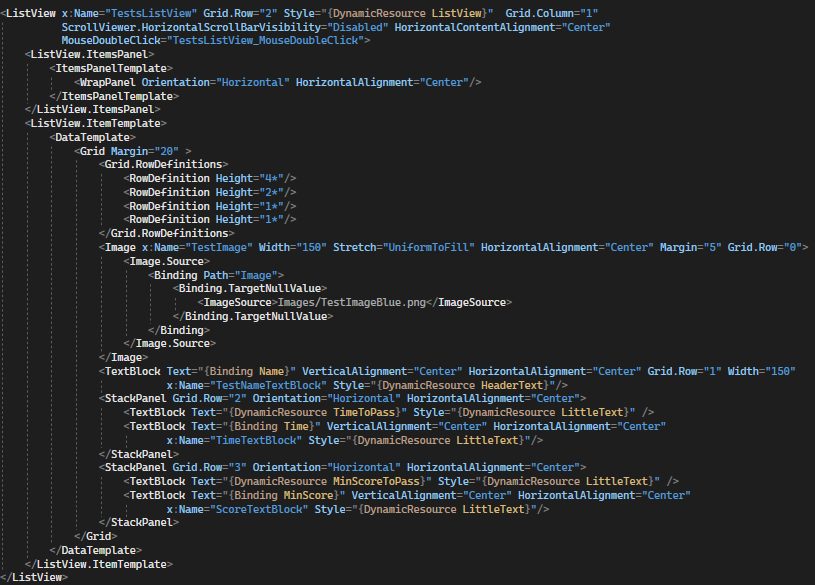 <ListView x:Name="TestsListView" Grid.Row="2" Style="{DynamicResource ListView}"  Grid.Column="1"
          ScrollViewer.HorizontalScrollBarVisibility="Disabled" HorizontalContentAlignment="Center"
          MouseDoubleClick="TestsListView_MouseDoubleClick">
    <ListView.ItemsPanel>
        <ItemsPanelTemplate>
            <WrapPanel Orientation="Horizontal" HorizontalAlignment="Center"/>
        </ItemsPanelTemplate>
    </ListView.ItemsPanel>
    <ListView.ItemTemplate>
        <DataTemplate>
            <Grid Margin="20" >
                <Grid.RowDefinitions>
                    <RowDefinition Height="4*"/>
                    <RowDefinition Height="2*"/>
                    <RowDefinition Height="1*"/>
                    <RowDefinition Height="1*"/>
                </Grid.RowDefinitions>
                <Image x:Name="TestImage" Width="150" Stretch="UniformToFill" HorizontalAlignment="Center" Margin="5" Grid.Row="0">
                    <Image.Source>
                        <Binding Path="Image">
                            <Binding.TargetNullValue>
                                <ImageSource>Images/TestImageBlue.png</ImageSource>
                            </Binding.TargetNullValue>
                        </Binding>
                    </Image.Source>
                </Image>
                <TextBlock Text="{Binding Name}" VerticalAlignment="Center" HorizontalAlignment="Center" Grid.Row="1" Width="150"
                           x:Name="TestNameTextBlock" Style="{DynamicResource HeaderText}"/>
                <StackPanel Grid.Row="2" Orientation="Horizontal" HorizontalAlignment="Center">
                    <TextBlock Text="{DynamicResource TimeToPass}" Style="{DynamicResource LittleText}" />
                    <TextBlock Text="{Binding Time}" VerticalAlignment="Center" HorizontalAlignment="Center"
                           x:Name="TimeTextBlock" Style="{DynamicResource LittleText}"/>
                </StackPanel>
                <StackPanel Grid.Row="3" Orientation="Horizontal" HorizontalAlignment="Center">
                    <TextBlock Text="{DynamicResource MinScoreToPass}" Style="{DynamicResource LittleText}" />
                    <TextBlock Text="{Binding MinScore}" VerticalAlignment="Center" HorizontalAlignment="Center"
                           x:Name="ScoreTextBlock" Style="{DynamicResource LittleText}"/>
                </StackPanel>
            </Grid>
        </DataTemplate>
    </ListView.ItemTemplate>
</ListView>